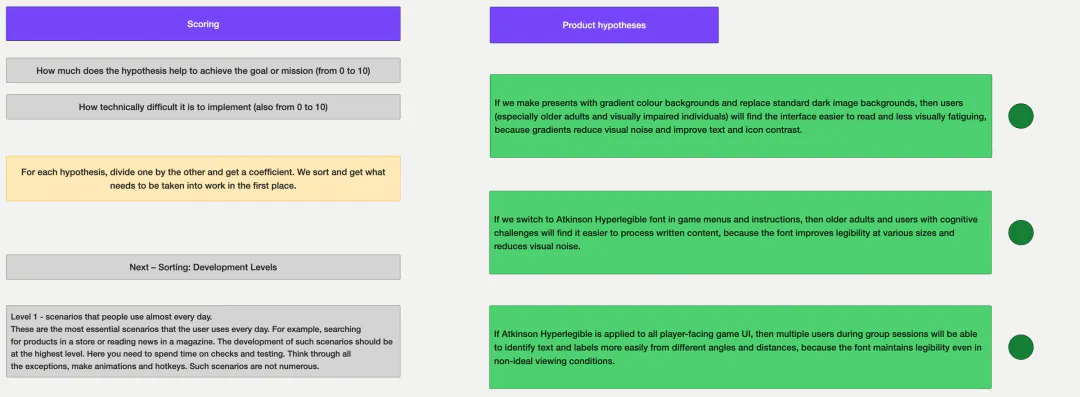 Scoring
How much does the hypothesis help to achieve the goal or mission (from 0 to 10)
How technically difficult it is to implement (also from 0 to 10)
For each hypothesis, divide one by the other and get a coefficient. We sort and get what
needs to be taken into work in the first place.
Next – Sorting: Development Levels
Level 1 - scenarios that people use almost every day.
These are the most essential scenarios that the user uses every day. For example, searching
for products in a store or reading news in a magazine. The development of such scenarios should be
at the highest level. Here you need to spend time on checks and testing. Think through all
the exceptions, make animations and hotkeys. Such scenarios are not numerous.
Product hypotheses
If we make presents with gradient colour backgrounds and replace standard dark image backgrounds, then users
(especially older adults and visually impaired individuals) will find the interface easier to read and less visually fatiguing,
because gradients reduce visual noise and improve text and icon contrast.
If we switch to Atkinson Hyperlegible font in game menus and instructions, then older adults and users with cognitive
challenges will find it easier to process written content, because the font improves legibility at various sizes and
reduces visual noise.
If Atkinson Hyperlegible is applied to all player-facing game UI, then multiple users during group sessions will be able
to identify text and labels more easily from different angles and distances, because the font maintains legibility even in
non-ideal viewing conditions.